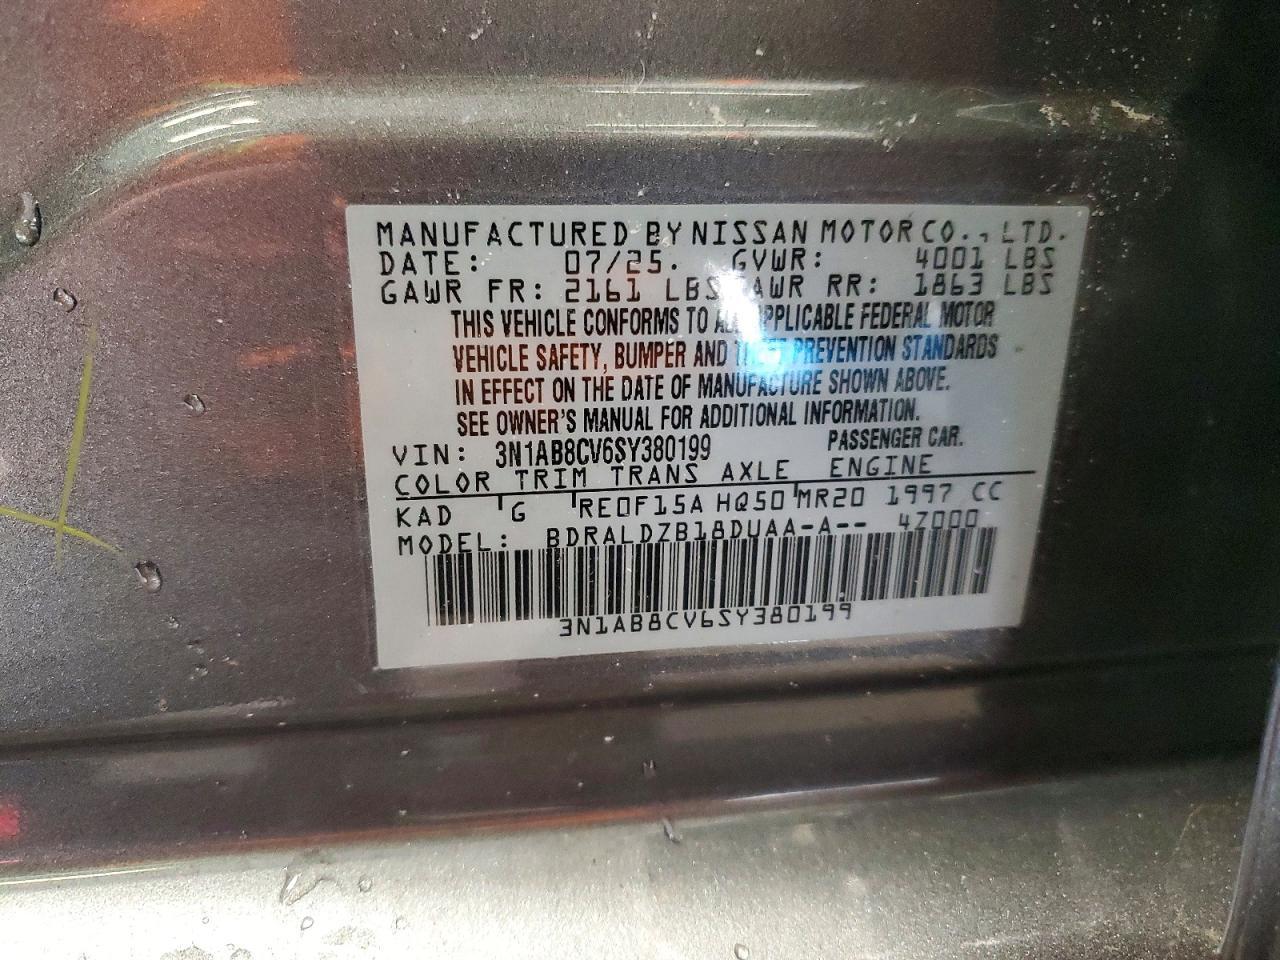 MANUFACTURED BY NISSAN MOTOR CO., LTD.
DATE: 07/25. GVWR: 4001 LBS
GAWR FR: 2161 LBS GAWR RR: 1863 LBS
THIS VEHICLE CONFORMS TO ALL APPLICABLE FEDERAL MOTOR
VEHICLE SAFETY, BUMPER AND THEFT PREVENTION STANDARDS
IN EFFECT ON THE DATE OF MANUFACTURE SHOWN ABOVE.
SEE OWNER'S MANUAL FOR ADDITIONAL INFORMATION.
VIN: 3N1AB8CV6SY380199 PASSENGER CAR.
COLOR TRIM TRANS AXLE ENGINE
KAD G RE0F15A HQ50 MR20 1997 CC
MODEL: BDRALDZB18DUAA-A-- 47000
3N1AB8CV6SY380199